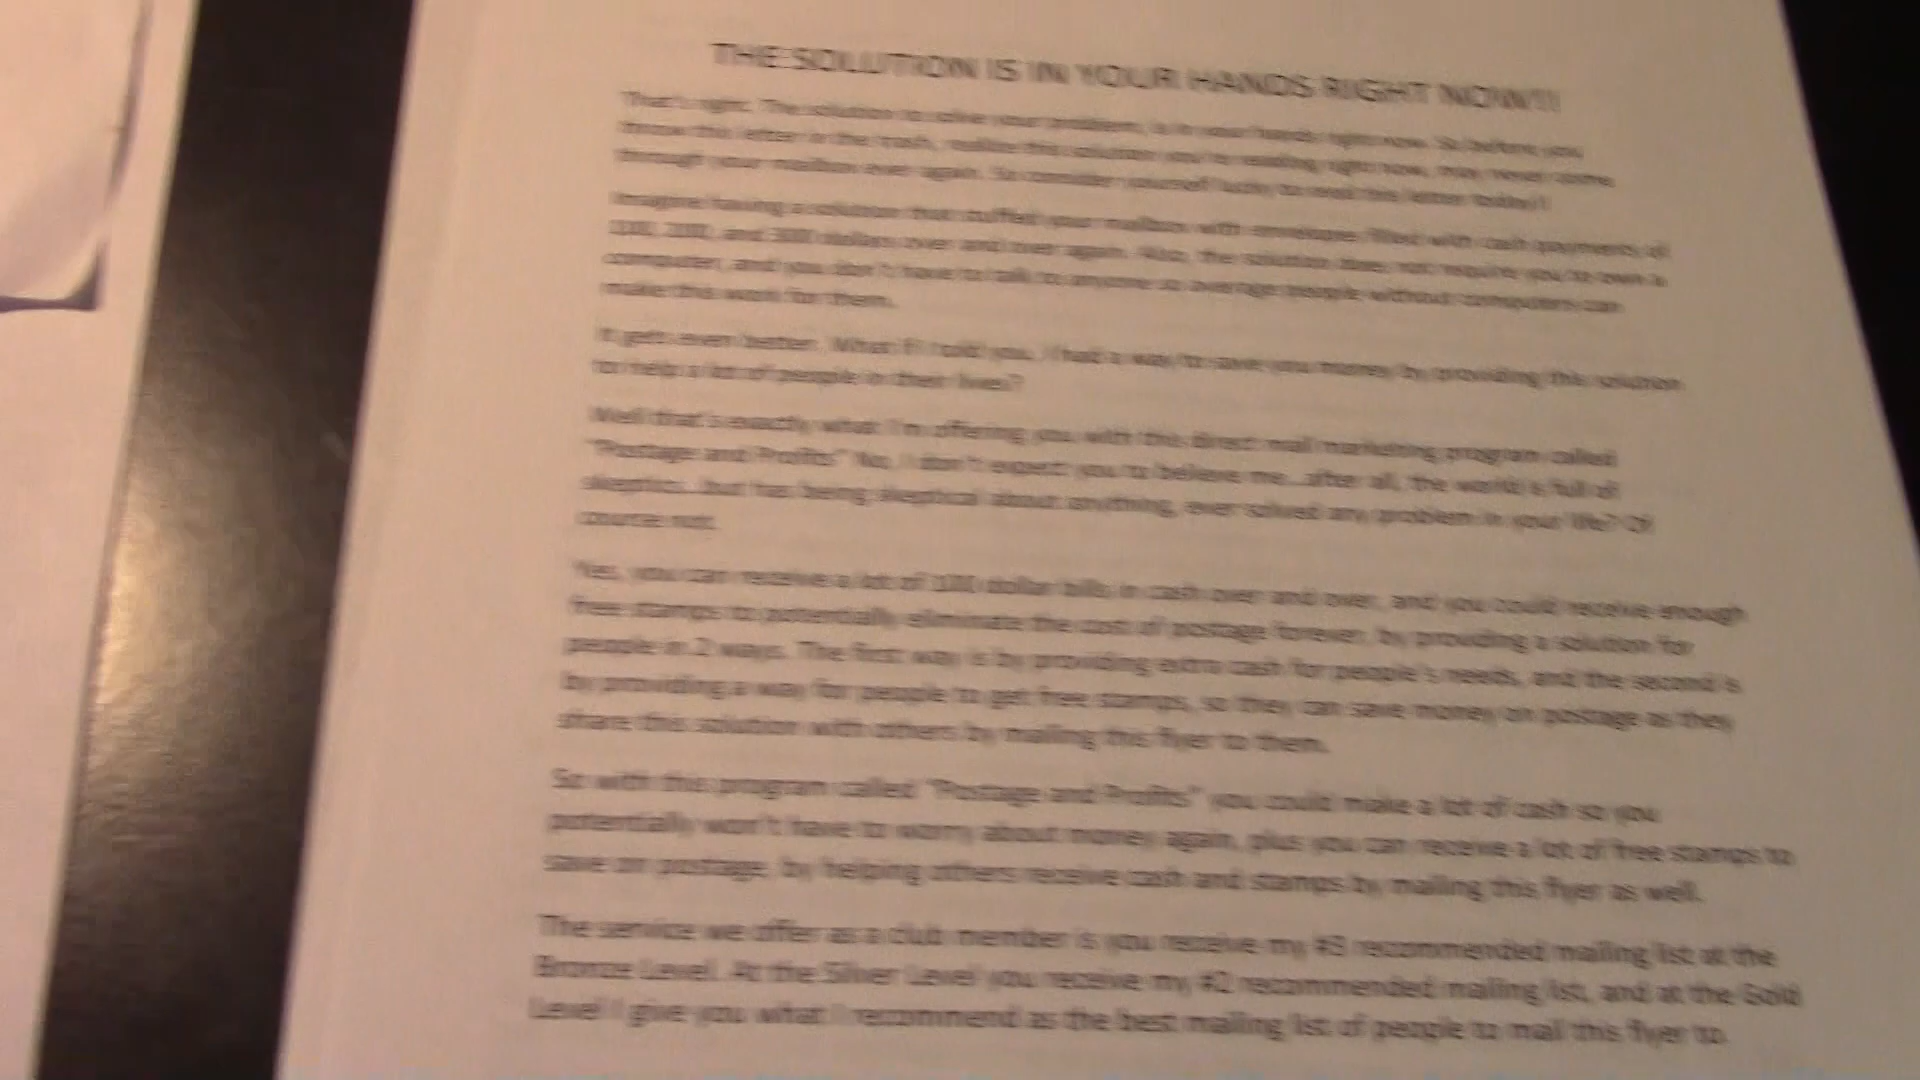 THE SOLUTION IS IN YOUR HANDS RIGHT NOW!!!
That's right. The solution to solve your problem, is in your hands right now. So before you
throw this letter in the trash, realize this solution you're reading right now, may never come
through your mailbox ever again. So consider yourself lucky to read this letter today!!
Imagine having a solution that stuffed your mailbox with envelopes filled with cash payments of
100, 200, and 300 dollars over and over again. Also, the solution does not require you to own a
computer, and you don't have to talk to anyone so average people without computers can
make this work for them.
It gets even better. What if I told you, I had a way to save you money by providing this solution
to help a lot of people in their lives?
Well that's exactly what I'm offering you with this direct mail marketing program called
"Postage and Profits" No, I don't expect you to believe me...after all, the world is full of
skeptics...but has being skeptical about anything, ever solved any problem in your life? Of
course not.
Yes, you can receive a lot of 100 dollar bills in cash over and over, and you could receive enough
free stamps to potentially eliminate the cost of postage forever, by providing a solution for
people in 2 ways. The first way is by providing extra cash for people's needs, and the second is
by providing a way for people to get free stamps, so they can save money on postage as they
share this solution with others by mailing this flyer to them.
So with this program called "Postage and Profits" you could make a lot of cash so you
potentially won't have to worry about money again, plus you can receive a lot of free stamps to
save on postage, by helping others receive cash and stamps by mailing this flyer as well.
The service we offer as a club member is you receive my #3 recommended mailing list at the
Bronze Level. At the Silver Level you receive my #2 recommended mailing list, and at the Gold
Level I give you what I recommend as the best mailing list of people to mail this flyer to.